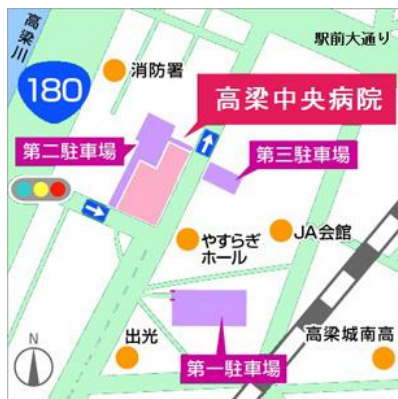 高梁川
駅前大通り
180
消防署
高梁中央病院
第二駐車場
第三駐車場
やすらぎ
ホール
JA会館
N
出光
第一駐車場
高梁城南高